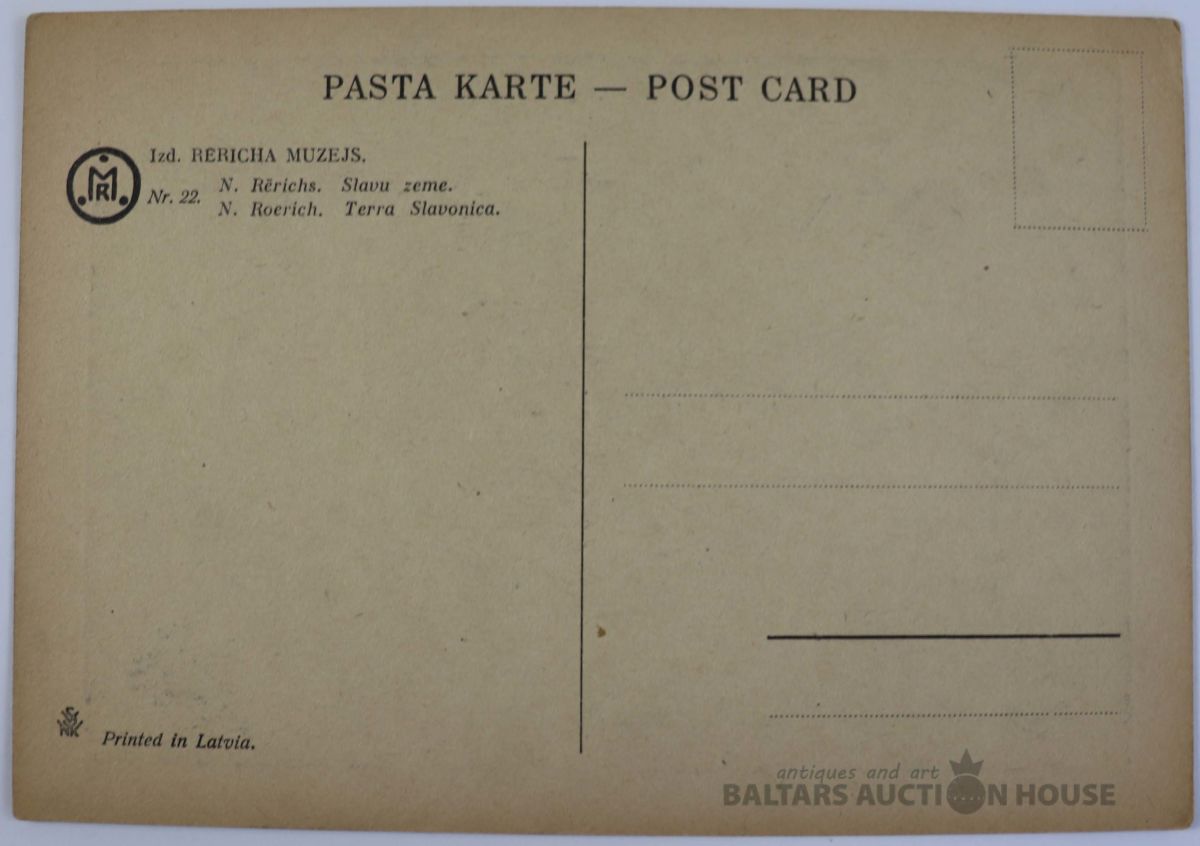 PASTA KARTE — POST CARD
Izd. RĒRICHA MUZEJS.
Nr. 22.
N. Rērichs. Slavu zeme.
N. Roerich. Terra Slavonica.
Printed in Latvia.
antiques and art
BALTARS AUCTION HOUSE